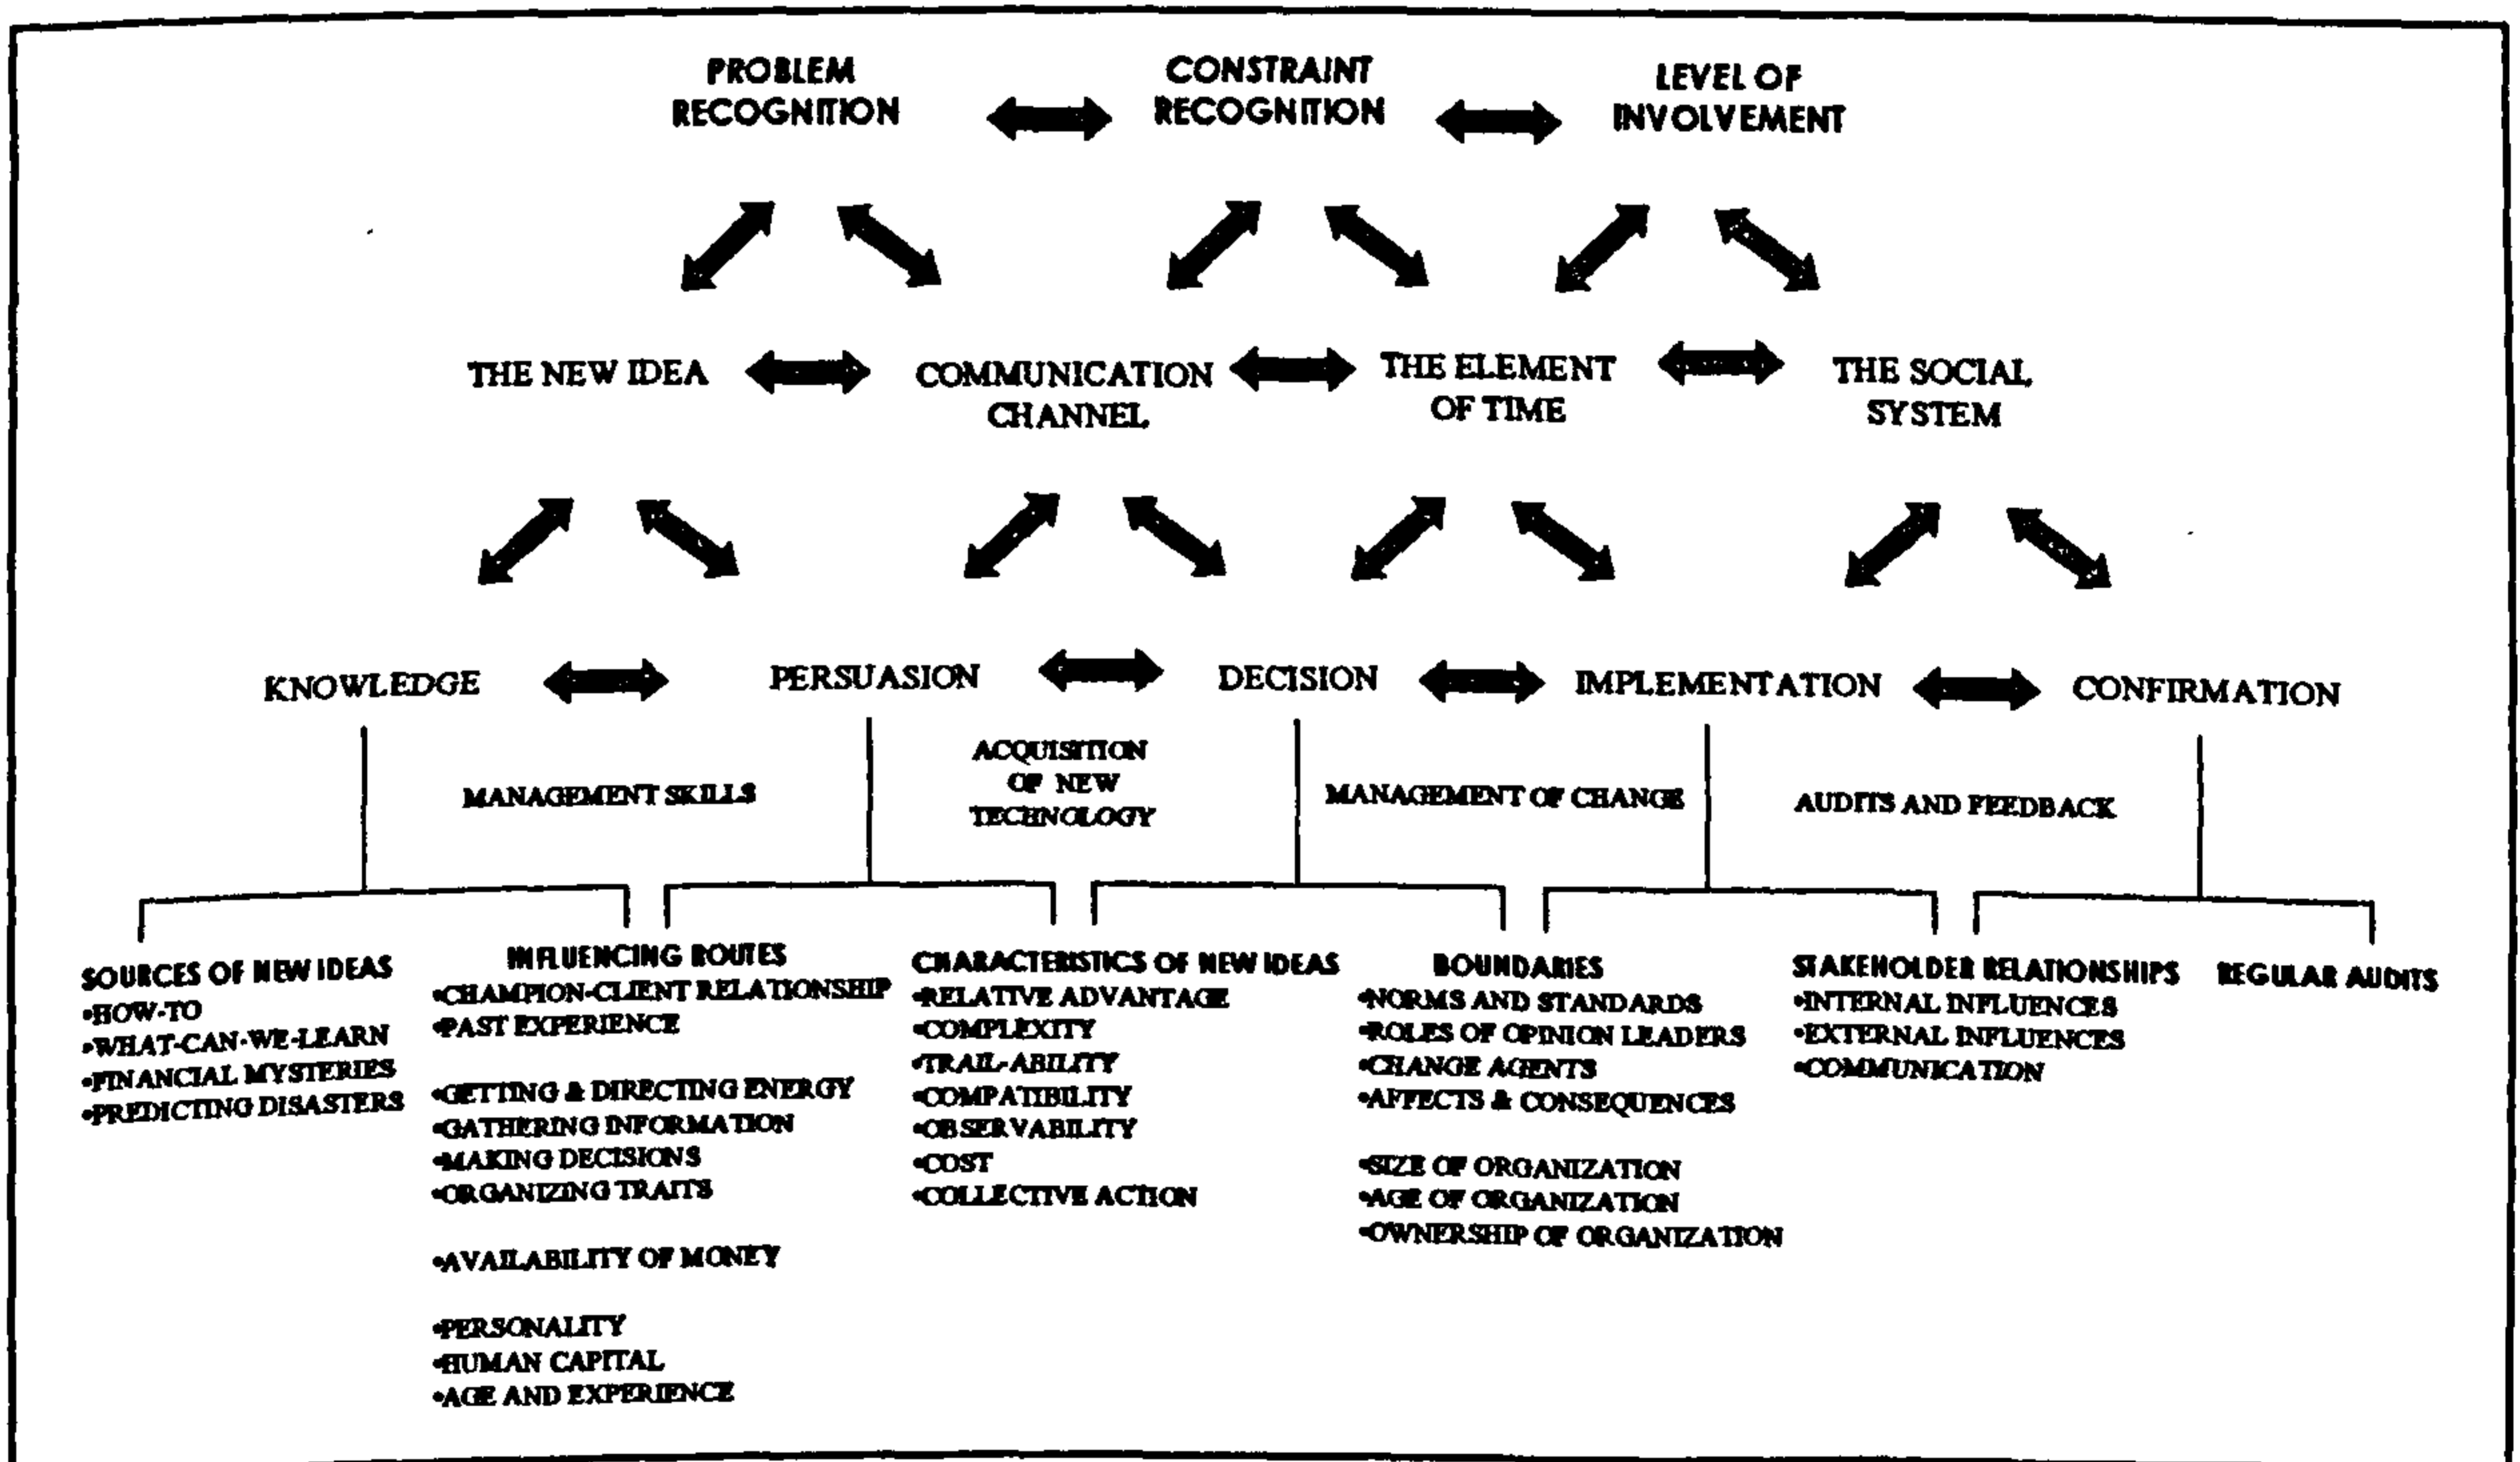 PROBLEM
RECOGNITION
CONSTRAINT
RECOGNITION
LEVEL OF
INVOLVEMENT
THE NEW IDEA
COMMUNICATION
CHANNEL
THE ELEMENT
OF TIME
THE SOCIAL
SYSTEM
KNOWLEDGE
PERSUASION
DECISION
IMPLEMENTATION
CONFIRMATION
MANAGEMENT SKILLS
ACQUISITION
OF NEW
TECHNOLOGY
MANAGEMENT OF CHANGE
AUDITS AND FEEDBACK
SOURCES OF NEW IDEAS
•HOW-TO
•WHAT-CAN-WE-LEARN
•FINANCIAL MYSTERIES
•PREDICTING DISASTERS
INFLUENCING ROUTES
•CHAMPION-CLIENT RELATIONSHIP
•PAST EXPERIENCE
•GETTING & DIRECTING ENERGY
•GATHERING INFORMATION
•MAKING DECISIONS
•ORGANIZING TRAITS
•AVAILABILITY OF MONEY
•PERSONALITY
•HUMAN CAPITAL
•AGE AND EXPERIENCE
CHARACTERISTICS OF NEW IDEAS
•RELATIVE ADVANTAGE
•COMPLEXITY
•TRAIL-ABILITY
•COMPATIBILITY
•OBSERVABILITY
•COST
•COLLECTIVE ACTION
BOUNDARIES
•NORMS AND STANDARDS
•ROLES OF OPINION LEADERS
•CHANGE AGENTS
•AFFECTS & CONSEQUENCES
•SIZE OF ORGANIZATION
•AGE OF ORGANIZATION
•OWNERSHIP OF ORGANIZATION
STAKEHOLDER RELATIONSHIPS
•INTERNAL INFLUENCES
•EXTERNAL INFLUENCES
•COMMUNICATION
REGULAR AUDITS